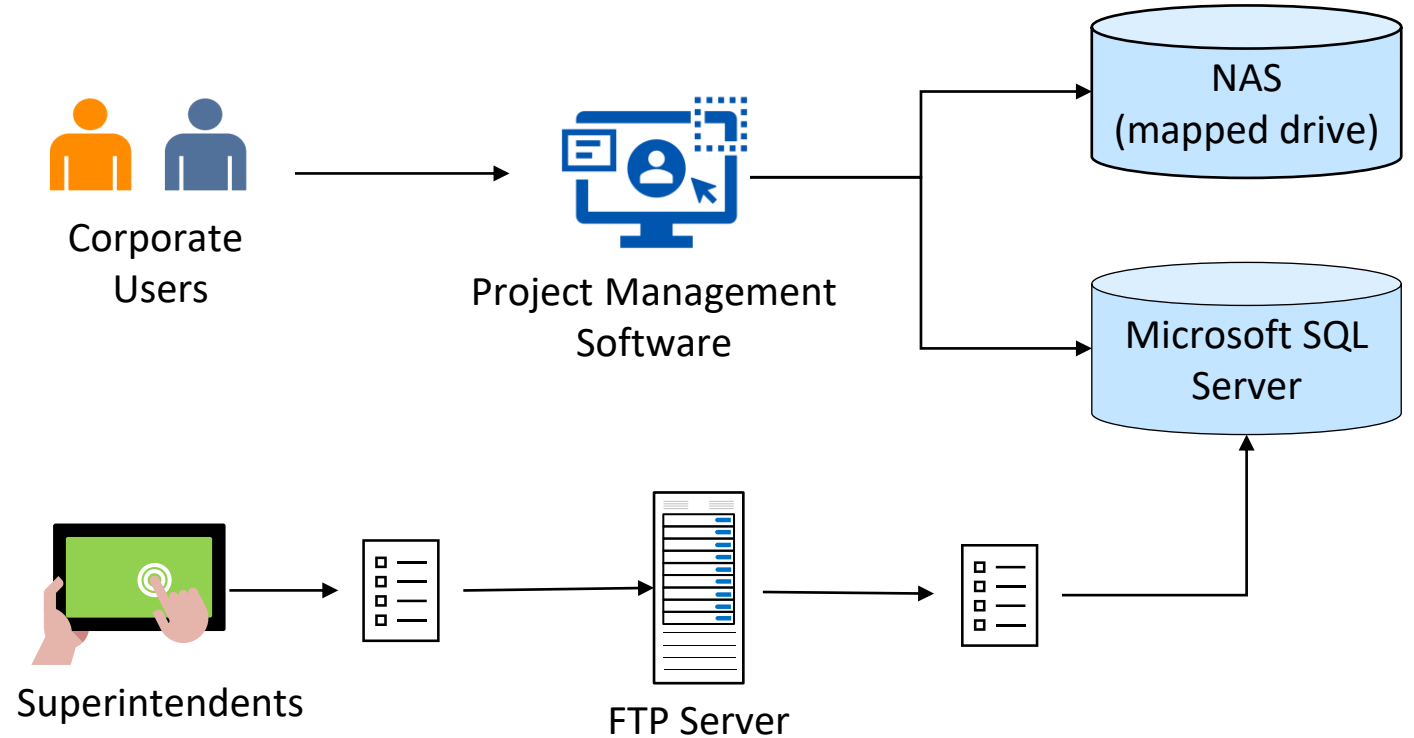 Corporate
Users
Project Management
Software
NAS
(mapped drive)
Microsoft SQL
Server
Superintendents
FTP Server